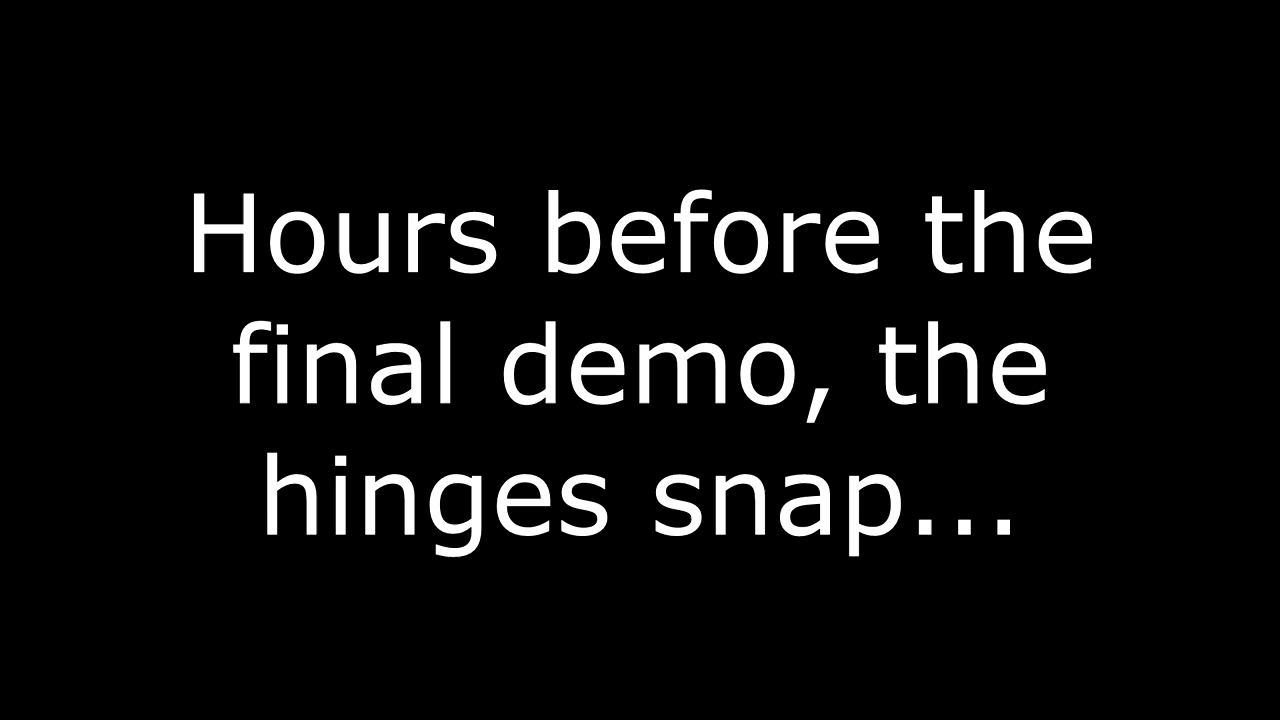 Hours before the
final demo, the
hinges snap...